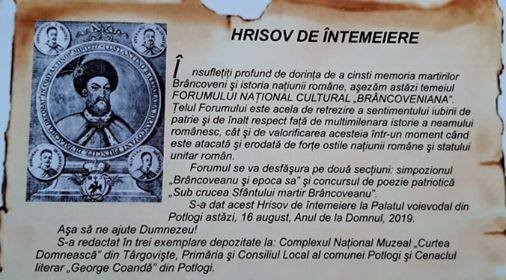 HRISOV DE ÎNTEMEIERE
Însuflețiți profund de dorința de a cinsti memoria martirilor
Brâncoveni și istoria națiunii române, așezăm astăzi temeiul
FORUMULUI NAȚIONAL CULTURAL „BRÂNCOVENIANA”.
Țelul Forumului este acela de retrezire a sentimentului iubirii de
patrie și de înalt respect față de multimilenara istorie a neamului
românesc, cât și de valorificarea acesteia într-un moment când
este atacată și erodată de forțe ostile națiunii române și statului
unitar român.
Forumul se va desfășura pe două secțiuni: simpozionul
„Brâncoveanu și epoca sa” și concursul de poezie patriotică
„Sub crucea Sfântului martir Brâncoveanu”.
S-a dat acest Hrisov de întemeiere la Palatul voievodal din
Potlogi astăzi, 16 august, Anul de la Domnul, 2019.
Așa să ne ajute Dumnezeu!
S-a redactat în trei exemplare depozitate la: Complexul Național Muzeal „Curtea
Domnească” din Târgoviște, Primăria și Consiliul Local al comunei Potlogi și Cenaclul
literar „George Coandă” din Potlogi.